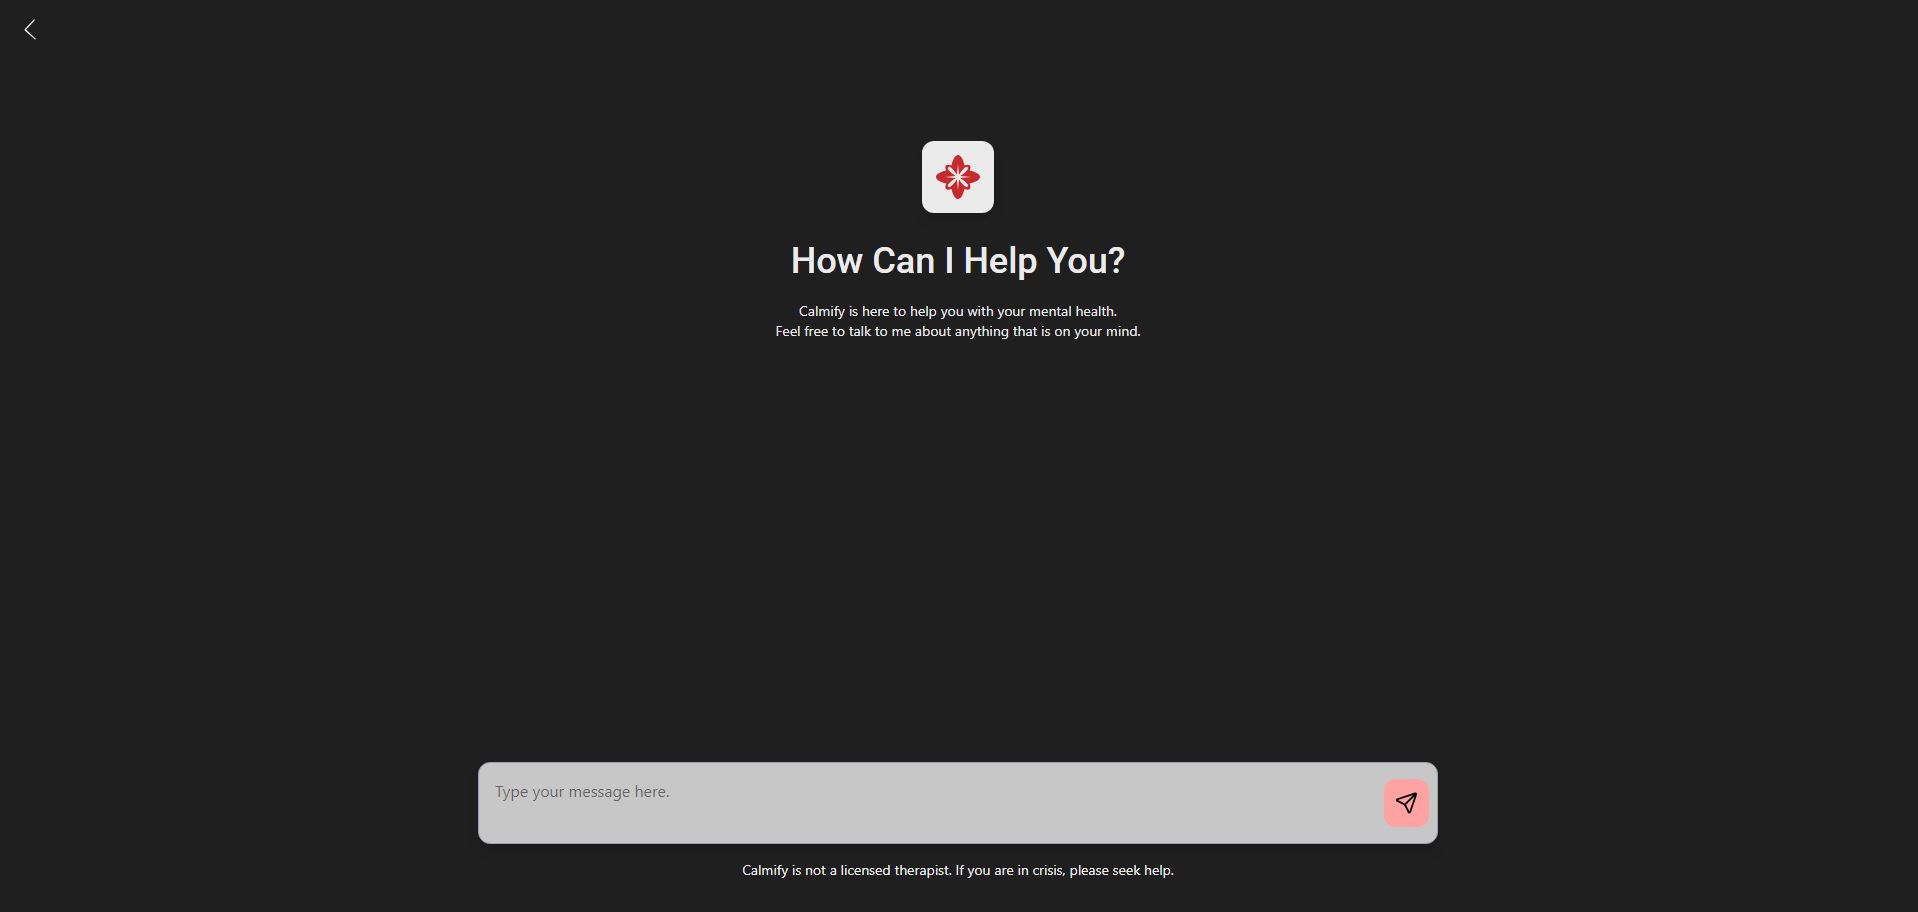 How Can I Help You?
Calmify is here to help you with your mental health.
Feel free to talk to me about anything that is on your mind.
Type your message here.
Calmify is not a licensed therapist. If you are in crisis, please seek help.